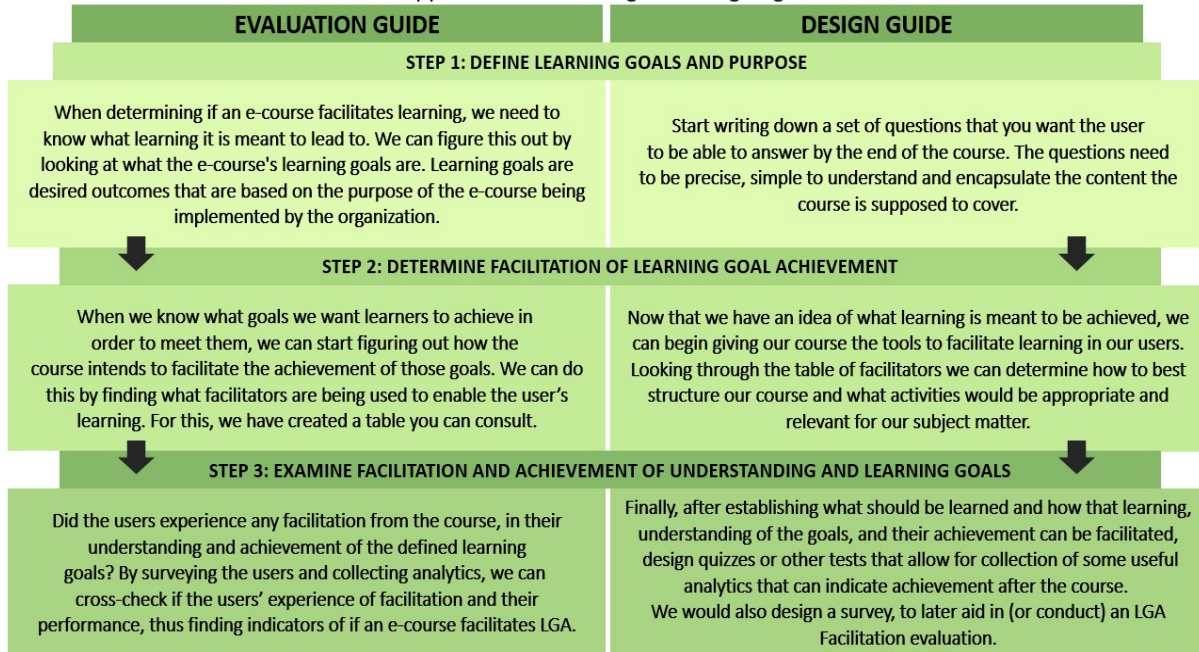 EVALUATION GUIDE
DESIGN GUIDE
STEP 1: DEFINE LEARNING GOALS AND PURPOSE
When determining if an e-course facilitates learning, we need to
know what learning it is meant to lead to. We can figure this out by
looking at what the e-course's learning goals are. Learning goals are
desired outcomes that are based on the purpose of the e-course being
implemented by the organization.
Start writing down a set of questions that you want the user
to be able to answer by the end of the course. The questions need
to be precise, simple to understand and encapsulate the content the
course is supposed to cover.
STEP 2: DETERMINE FACILITATION OF LEARNING GOAL ACHIEVEMENT
When we know what goals we want learners to achieve in
order to meet them, we can start figuring out how the
course intends to facilitate the achievement of those goals. We can do
this by finding what facilitators are being used to enable the user’s
learning. For this, we have created a table you can consult.
Now that we have an idea of what learning is meant to be achieved, we
can begin giving our course the tools to facilitate learning in our users.
Looking through the table of facilitators we can determine how to best
structure our course and what activities would be appropriate and
relevant for our subject matter.
STEP 3: EXAMINE FACILITATION AND ACHIEVEMENT OF UNDERSTANDING AND LEARNING GOALS
Did the users experience any facilitation from the course, in their
understanding and achievement of the defined learning
goals? By surveying the users and collecting analytics, we can
cross-check if the users’ experience of facilitation and their
performance, thus finding indicators of if an e-course facilitates LGA.
Finally, after establishing what should be learned and how that learning,
understanding of the goals, and their achievement can be facilitated,
design quizzes or other tests that allow for collection of some useful
analytics that can indicate achievement after the course.
We would also design a survey, to later aid in (or conduct) an LGA
Facilitation evaluation.